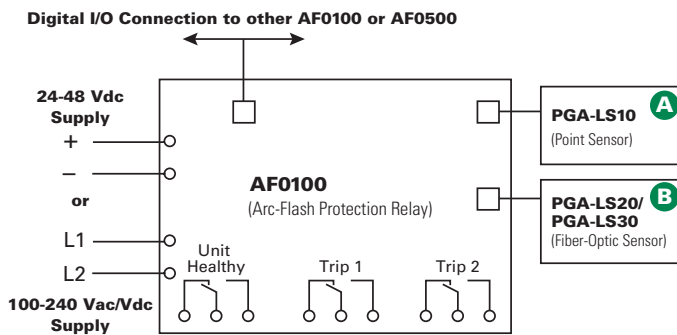 Digital I/O Connection to other AF0100 or AF0500
24-48 Vdc
Supply
+
–
or
L1
L2
100-240 Vac/Vdc
Supply
AF0100
(Arc-Flash Protection Relay)
Unit
Healthy
Trip 1
Trip 2
PGA-LS10
(Point Sensor)
A
PGA-LS20/
PGA-LS30
(Fiber-Optic Sensor)
B